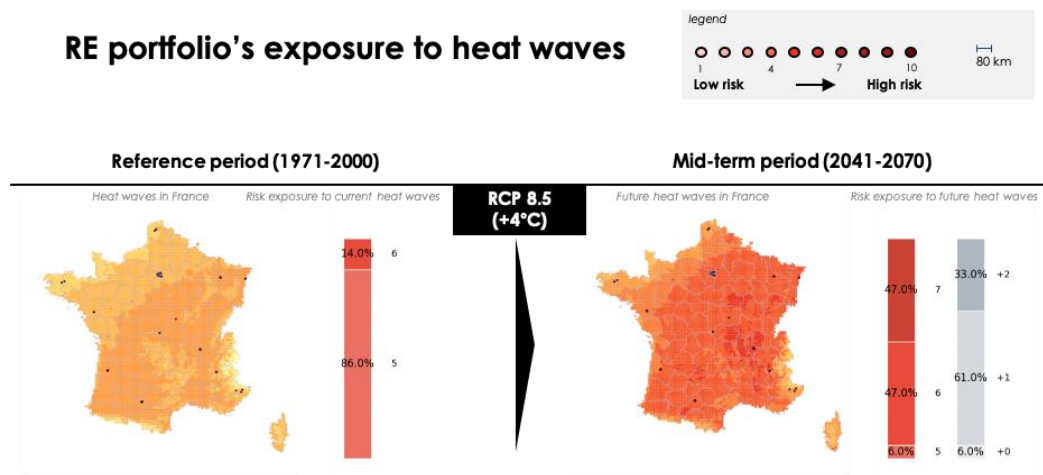 RE portfolio's exposure to heat waves
legend
1 4 7 10
Low risk High risk
80 km
Reference period (1971-2000)
Mid-term period (2041-2070)
Heat waves in France
Risk exposure to current heat waves
RCP 8.5
(+4°C)
Future heat waves in France
Risk exposure to future heat waves
14.0% 6
86.0% 5
47.0% 7
47.0% 6
6.0% 5
33.0% +2
61.0% +1
6.0% +0